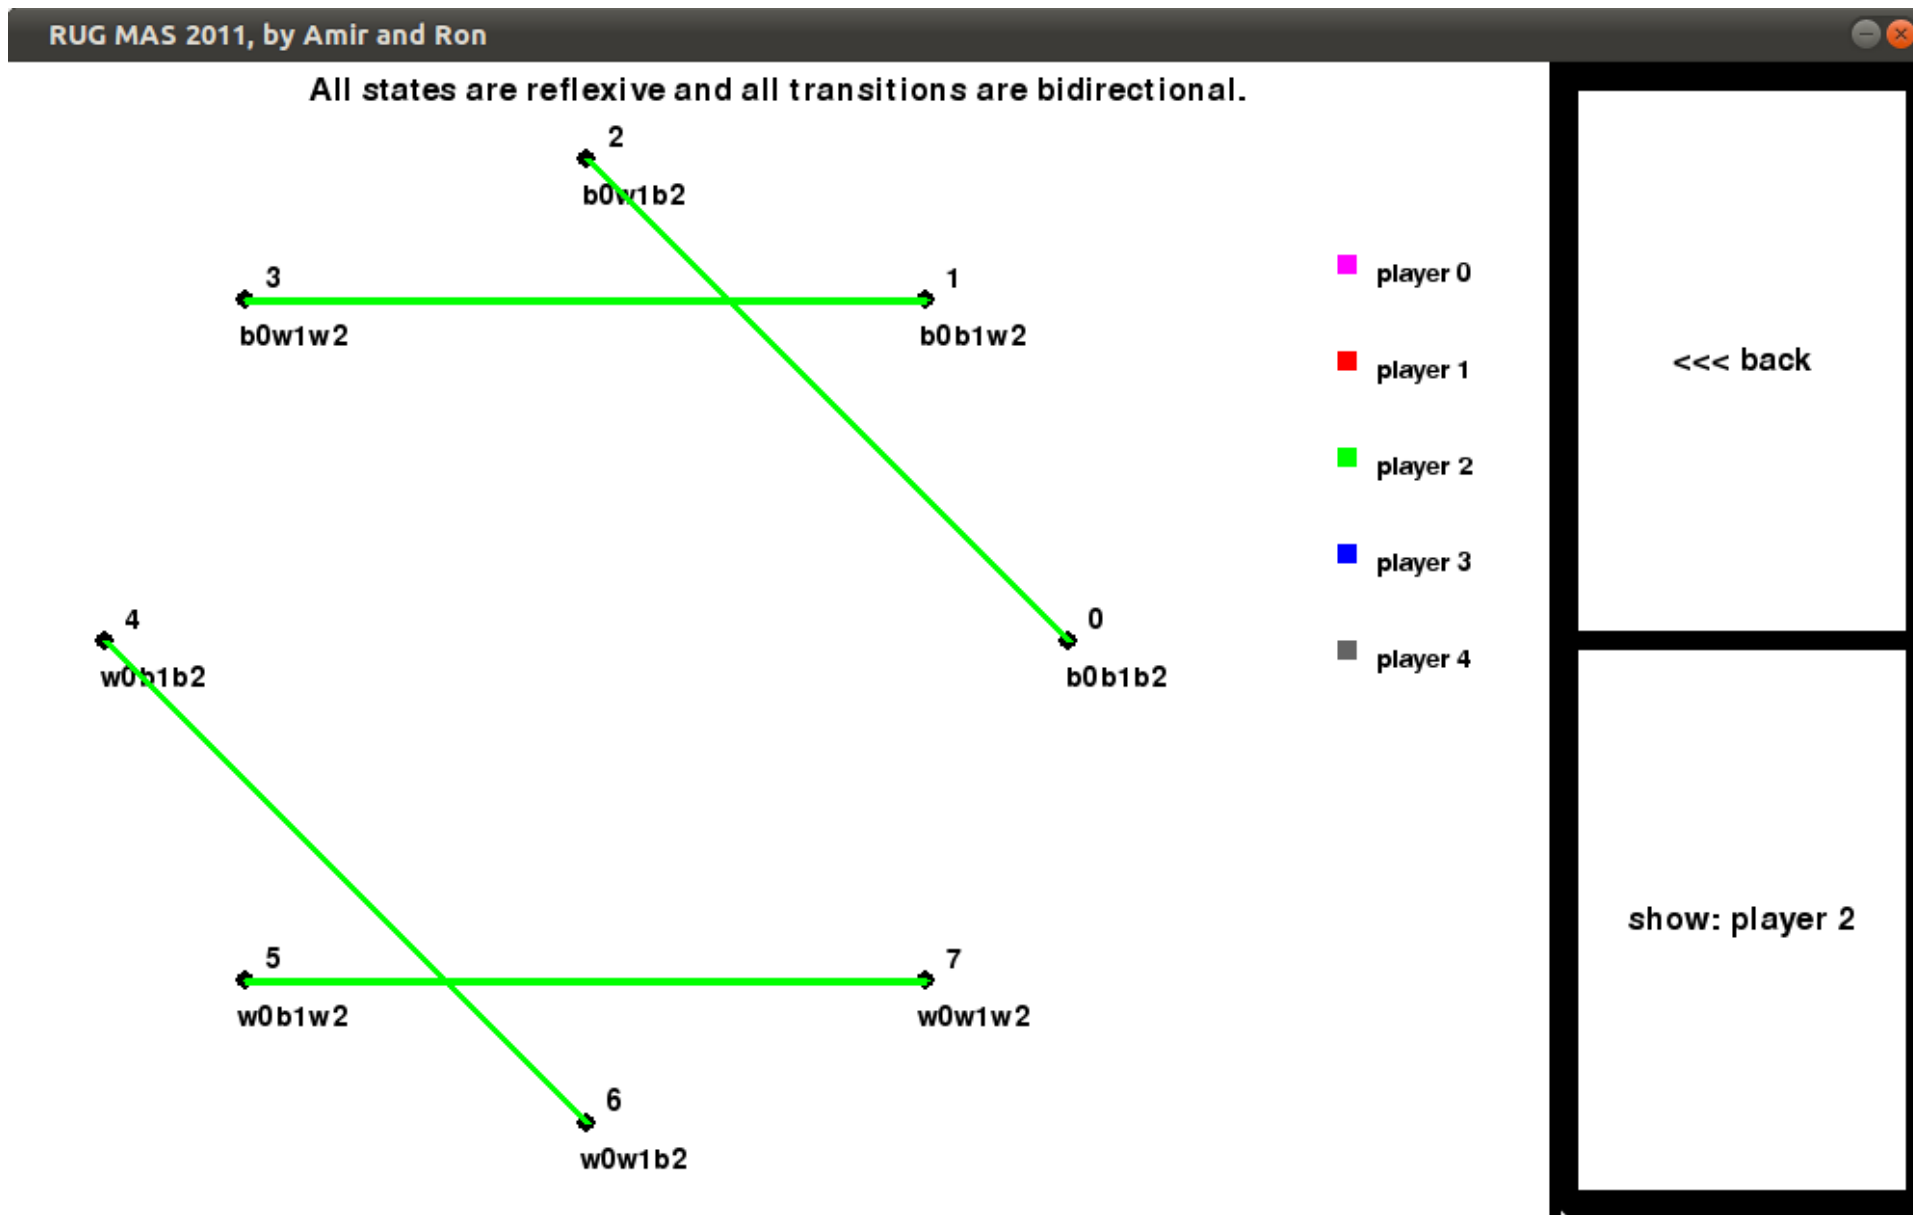 RUG MAS 2011, by Amir and Ron
All states are reflexive and all transitions are bidirectional.
2
b0w1b2
3
b0w1w2
1
b0b1w2
player 0
player 1
player 2
player 3
player 4
<<< back
4
w0b1b2
0
b0b1b2
show: player 2
5
w0b1w2
7
w0w1w2
6
w0w1b2